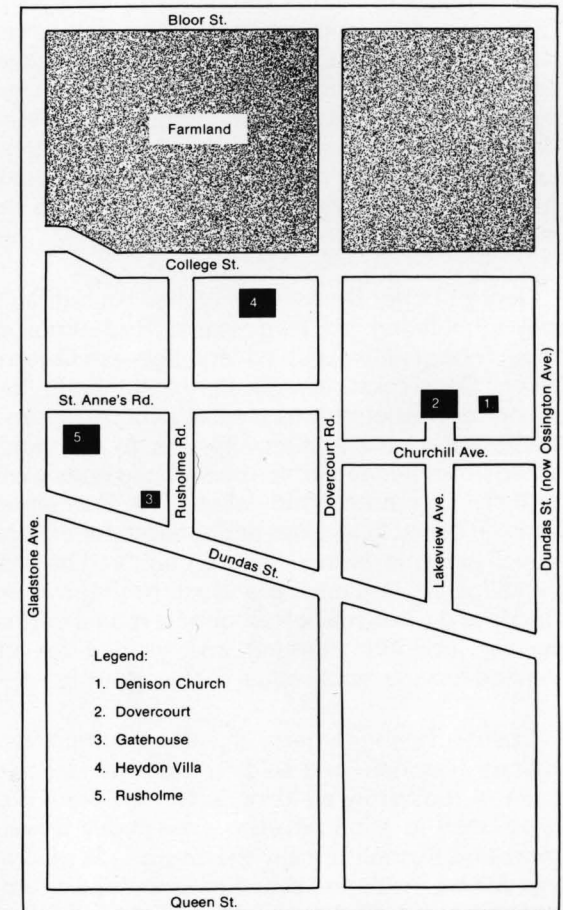 Bloor St.
Farmland
College St.
4
St. Anne's Rd.
5
2
1
Churchill Ave.
3
Rusholme Rd.
Dovercourt Rd.
Lakeview Ave.
Dundas St. (now Ossington Ave.)
Gladstone Ave.
Dundas St.
Legend:
1. Denison Church
2. Dovercourt
3. Gatehouse
4. Heydon Villa
5. Rusholme
Queen St.